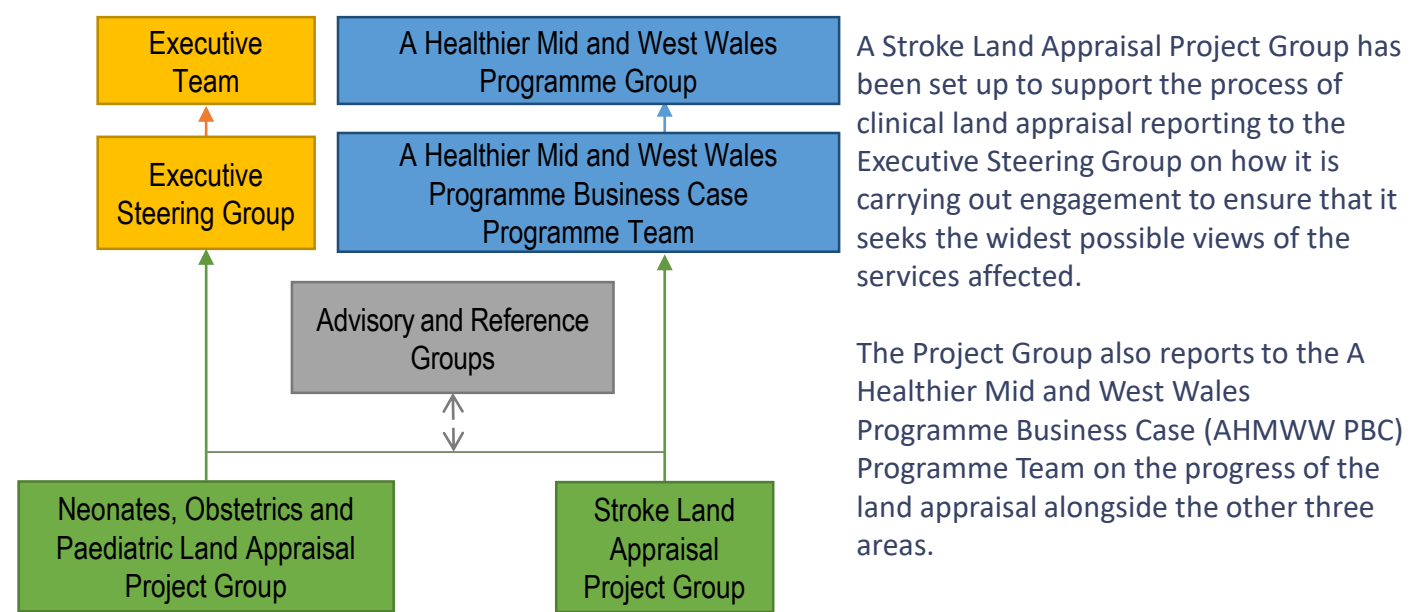 Executive
Team
A Healthier Mid and West Wales
Programme Group
Executive
Steering Group
A Healthier Mid and West Wales
Programme Business Case
Programme Team
Advisory and Reference
Groups
Neonates, Obstetrics and
Paediatric Land Appraisal
Project Group
Stroke Land
Appraisal
Project Group
A Stroke Land Appraisal Project Group has
been set up to support the process of
clinical land appraisal reporting to the
Executive Steering Group on how it is
carrying out engagement to ensure that it
seeks the widest possible views of the
services affected.
The Project Group also reports to the A
Healthier Mid and West Wales
Programme Business Case (AHMWW PBC)
Programme Team on the progress of the
land appraisal alongside the other three
areas.